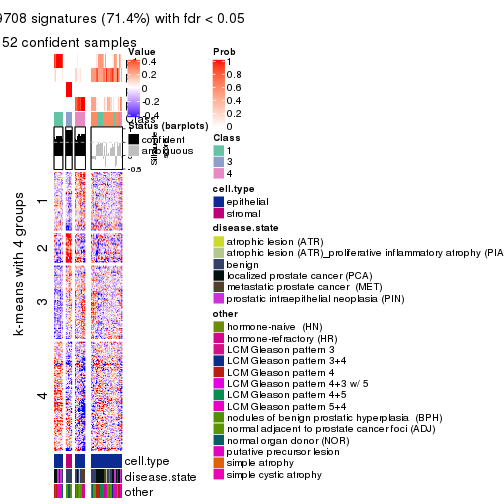 9708 signatures (71.4%) with fdr < 0.05
52 confident samples
Value
0.4
0.2
0
-0.2
-0.4
Prob
1
0.8
0.6
0.4
0.2
0
Class
Status (barplots)
confident
ambiguous
-0.5
Class
1
3
4
cell.type
epithelial
stromal
disease.state
atrophic lesion (ATR)
atrophic lesion (ATR)_proliferative inflammatory atrophy (PIA
benign
localized prostate cancer (PCA)
metastatic prostate cancer (MET)
prostatic intraepithelial neoplasia (PIN)
other
hormone-naive (HN)
hormone-refractory (HR)
LCM Gleason pattern 3
LCM Gleason pattern 3+4
LCM Gleason pattern 4
LCM Gleason pattern 4+3 w/ 5
LCM Gleason pattern 4+5
LCM Gleason pattern 5+4
nodules of benign prostatic hyperplasia (BPH)
normal adjacent to prostate cancer foci (ADJ)
normal organ donor (NOR)
putative precursor lesion
simple atrophy
simple cystic atrophy
k-means with 4 groups
1
2
3
4
cell.type
disease.state
other